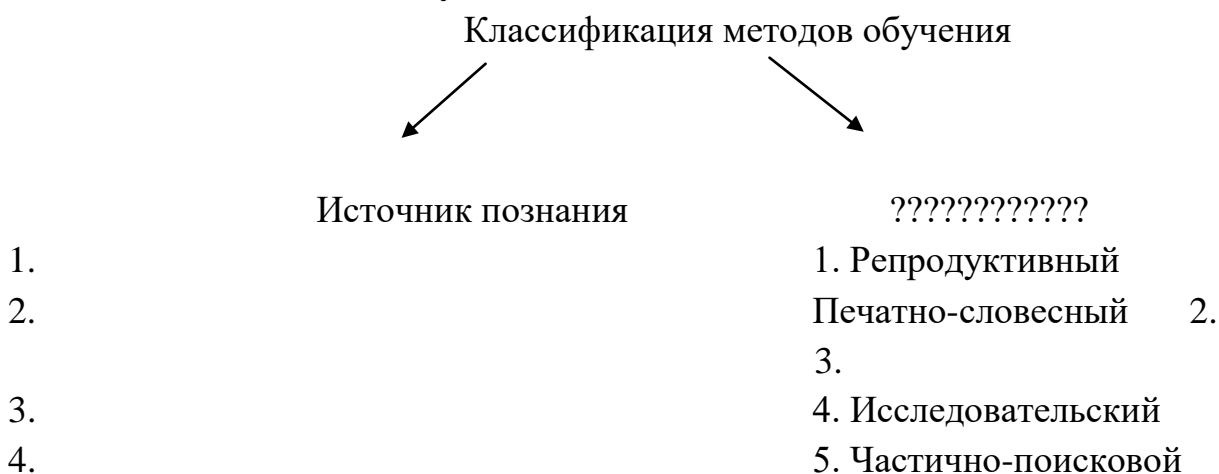 Классификация методов обучения
Источник познания ????????????
1. 1. Репродуктивный
2. Печатно-словесный 2.
3.
3. 4. Исследовательский
4. 5. Частично-поисковой